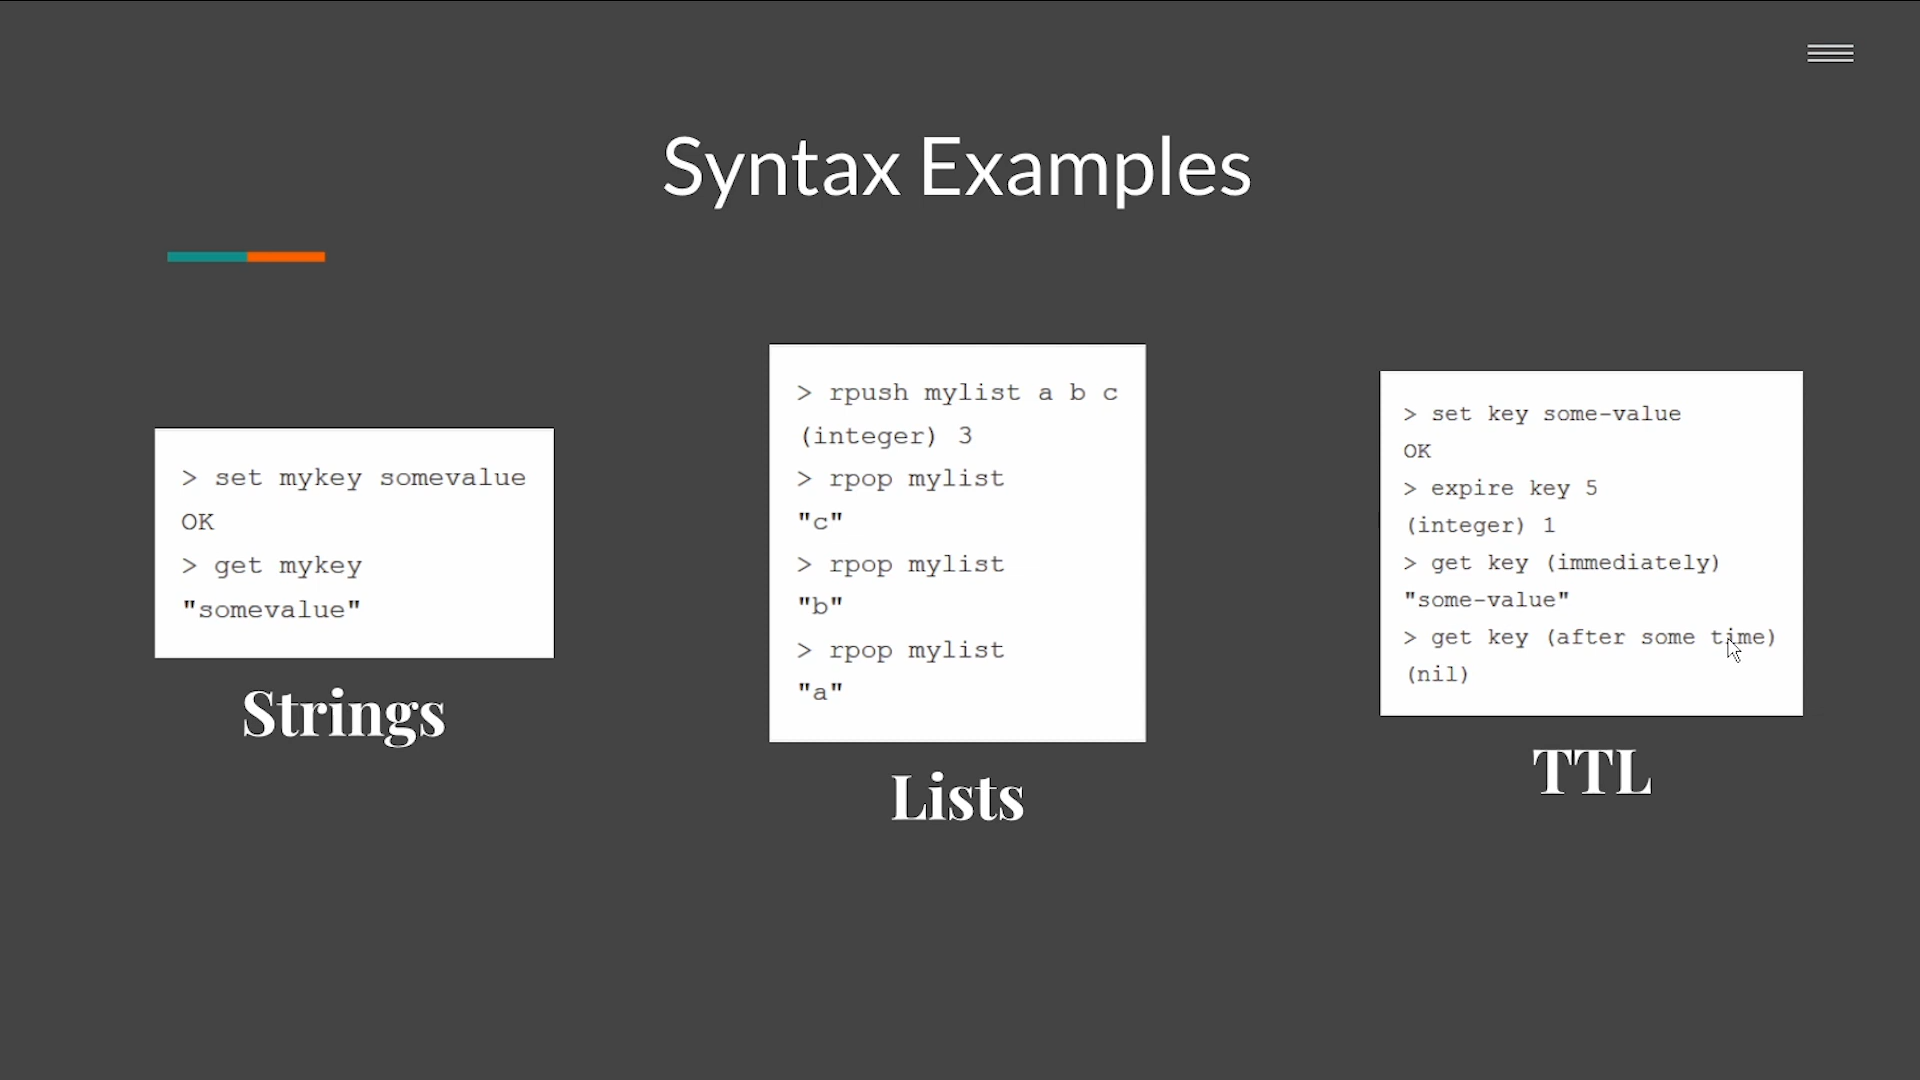 Syntax Examples
> set mykey somevalue
OK
> get mykey
"somevalue"
Strings
> rpush mylist a b c
(integer) 3
> rpop mylist
"c"
> rpop mylist
"b"
> rpop mylist
"a"
Lists
> set key some-value
OK
> expire key 5
(integer) 1
> get key (immediately)
"some-value"
> get key (after some time)
(nil)
TTL